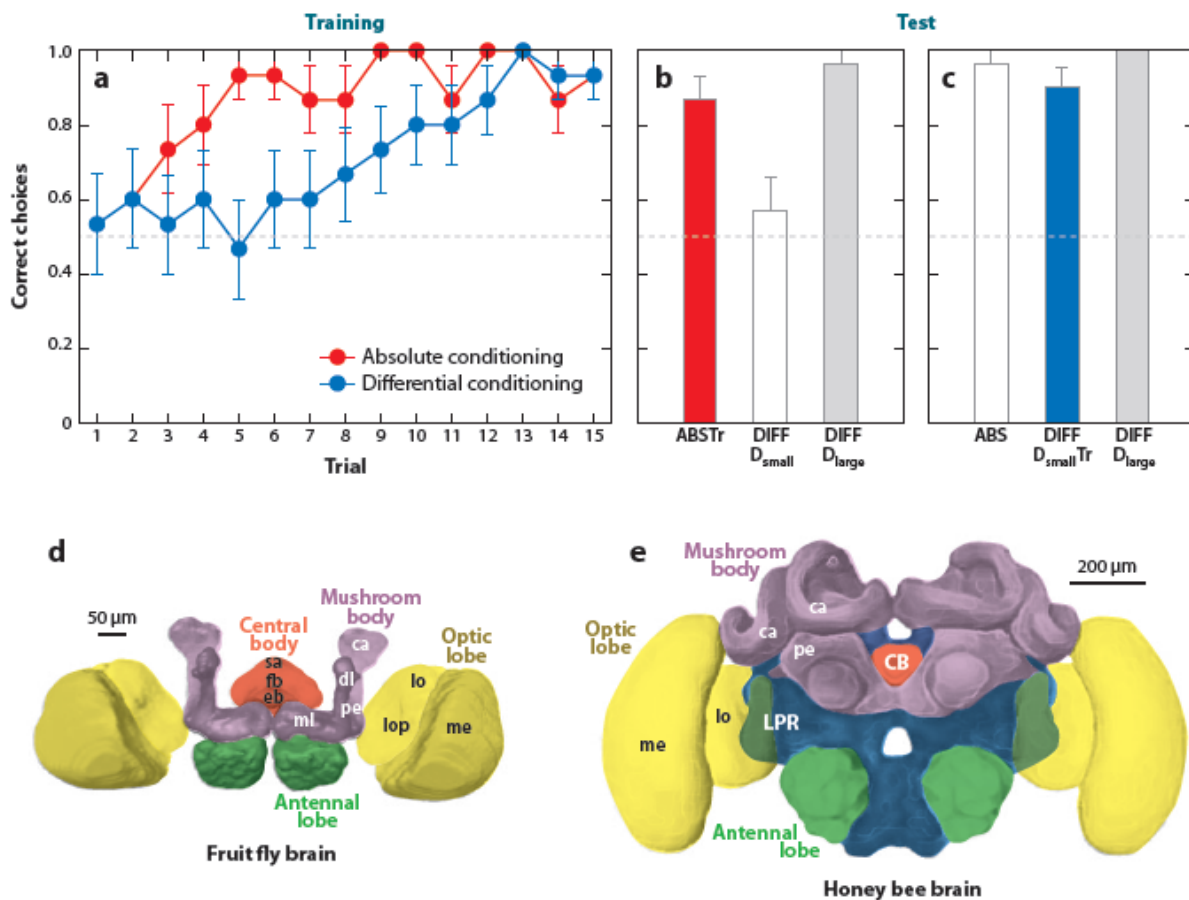 Training
Test
a
b
c
Correct choices
1.0
0.8
0.6
0.4
0.2
0
Absolute conditioning
Differential conditioning
1 2 3 4 5 6 7 8 9 10 11 12 13 14 15
Trial
ABSTr
DIFF
Dsmall
DIFF
Dlarge
ABS
DIFF
DsmallTr
DIFF
Dlarge
d
50 µm
Mushroom
body
Central
body
Optic
lobe
sa
fb
eb
ca
dl
pe
ml
lo
lop
me
Antennal
lobe
Fruit fly brain
e
200 µm
Mushroom
body
Optic
lobe
ca
ca
pe
CB
lo
LPR
me
Antennal
lobe
Honey bee brain